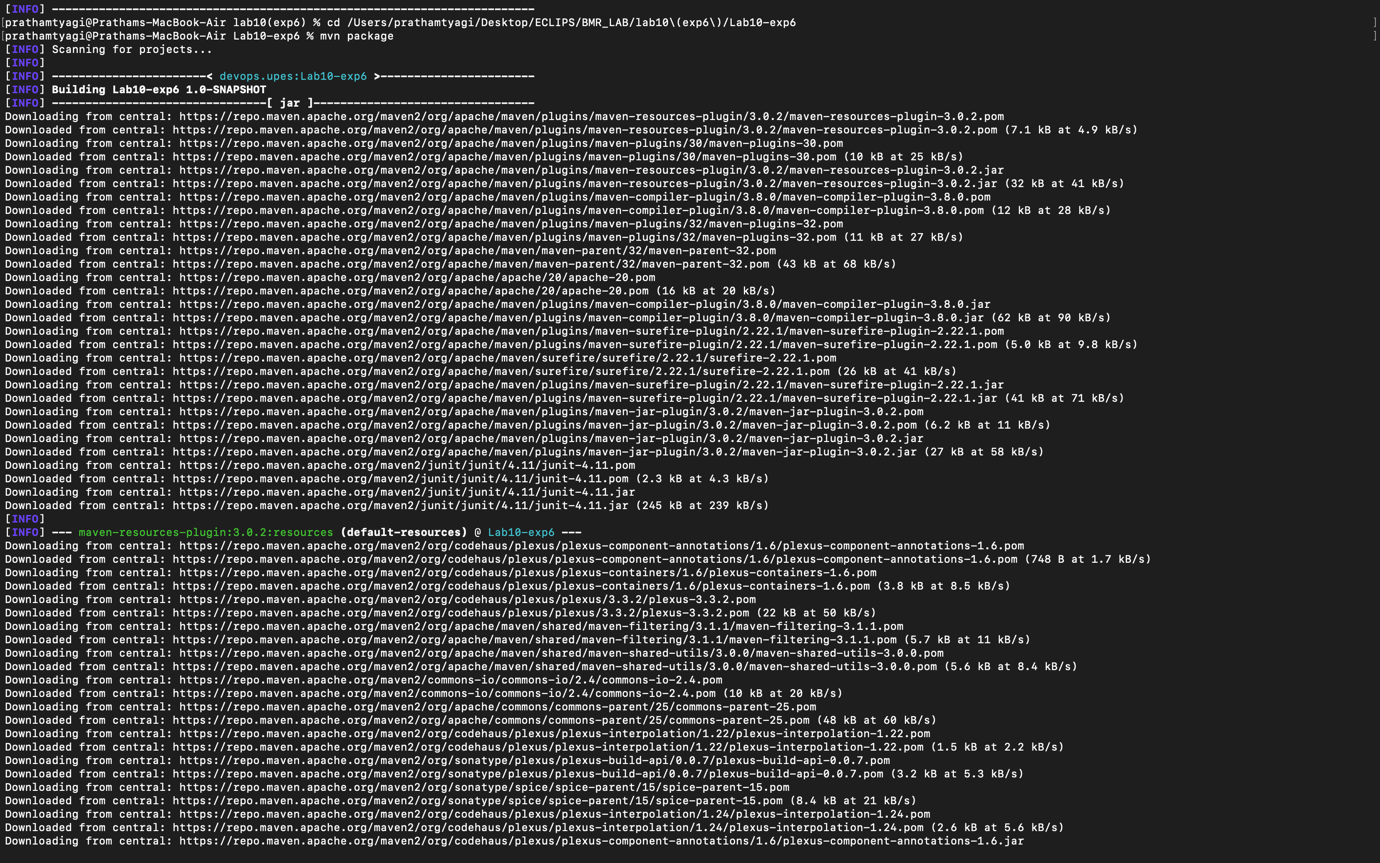 [INFO] ------------------------------------------------------------------------
[prathamtyagi@Prathams-MacBook-Air lab10(exp6) % cd /Users/prathamtyagi/Desktop/ECLIPS/BMR_LAB/lab10\(exp6\)/Lab10-exp6 ]
[prathamtyagi@Prathams-MacBook-Air Lab10-exp6 % mvn package ]
[INFO] Scanning for projects...
[INFO]
[INFO] -----------------------< devops.upes:Lab10-exp6 >-----------------------
[INFO] Building Lab10-exp6 1.0-SNAPSHOT
[INFO] --------------------------------[ jar ]---------------------------------
Downloading from central: https://repo.maven.apache.org/maven2/org/apache/maven/plugins/maven-resources-plugin/3.0.2/maven-resources-plugin-3.0.2.pom
Downloaded from central: https://repo.maven.apache.org/maven2/org/apache/maven/plugins/maven-resources-plugin/3.0.2/maven-resources-plugin-3.0.2.pom (7.1 kB at 4.9 kB/s)
Downloading from central: https://repo.maven.apache.org/maven2/org/apache/maven/plugins/maven-plugins/30/maven-plugins-30.pom
Downloaded from central: https://repo.maven.apache.org/maven2/org/apache/maven/plugins/maven-plugins/30/maven-plugins-30.pom (10 kB at 25 kB/s)
Downloading from central: https://repo.maven.apache.org/maven2/org/apache/maven/plugins/maven-resources-plugin/3.0.2/maven-resources-plugin-3.0.2.jar
Downloaded from central: https://repo.maven.apache.org/maven2/org/apache/maven/plugins/maven-resources-plugin/3.0.2/maven-resources-plugin-3.0.2.jar (32 kB at 41 kB/s)
Downloading from central: https://repo.maven.apache.org/maven2/org/apache/maven/plugins/maven-compiler-plugin/3.8.0/maven-compiler-plugin-3.8.0.pom
Downloaded from central: https://repo.maven.apache.org/maven2/org/apache/maven/plugins/maven-compiler-plugin/3.8.0/maven-compiler-plugin-3.8.0.pom (12 kB at 28 kB/s)
Downloading from central: https://repo.maven.apache.org/maven2/org/apache/maven/plugins/maven-plugins/32/maven-plugins-32.pom
Downloaded from central: https://repo.maven.apache.org/maven2/org/apache/maven/plugins/maven-plugins/32/maven-plugins-32.pom (11 kB at 27 kB/s)
Downloading from central: https://repo.maven.apache.org/maven2/org/apache/maven/maven-parent/32/maven-parent-32.pom
Downloaded from central: https://repo.maven.apache.org/maven2/org/apache/maven/maven-parent/32/maven-parent-32.pom (43 kB at 68 kB/s)
Downloading from central: https://repo.maven.apache.org/maven2/org/apache/apache/20/apache-20.pom
Downloaded from central: https://repo.maven.apache.org/maven2/org/apache/apache/20/apache-20.pom (16 kB at 20 kB/s)
Downloading from central: https://repo.maven.apache.org/maven2/org/apache/maven/plugins/maven-compiler-plugin/3.8.0/maven-compiler-plugin-3.8.0.jar
Downloaded from central: https://repo.maven.apache.org/maven2/org/apache/maven/plugins/maven-compiler-plugin/3.8.0/maven-compiler-plugin-3.8.0.jar (62 kB at 90 kB/s)
Downloading from central: https://repo.maven.apache.org/maven2/org/apache/maven/plugins/maven-surefire-plugin/2.22.1/maven-surefire-plugin-2.22.1.pom
Downloaded from central: https://repo.maven.apache.org/maven2/org/apache/maven/plugins/maven-surefire-plugin/2.22.1/maven-surefire-plugin-2.22.1.pom (5.0 kB at 9.8 kB/s)
Downloading from central: https://repo.maven.apache.org/maven2/org/apache/maven/surefire/surefire/2.22.1/surefire-2.22.1.pom
Downloaded from central: https://repo.maven.apache.org/maven2/org/apache/maven/surefire/surefire/2.22.1/surefire-2.22.1.pom (26 kB at 41 kB/s)
Downloading from central: https://repo.maven.apache.org/maven2/org/apache/maven/plugins/maven-surefire-plugin/2.22.1/maven-surefire-plugin-2.22.1.jar
Downloaded from central: https://repo.maven.apache.org/maven2/org/apache/maven/plugins/maven-surefire-plugin/2.22.1/maven-surefire-plugin-2.22.1.jar (41 kB at 71 kB/s)
Downloading from central: https://repo.maven.apache.org/maven2/org/apache/maven/plugins/maven-jar-plugin/3.0.2/maven-jar-plugin-3.0.2.pom
Downloaded from central: https://repo.maven.apache.org/maven2/org/apache/maven/plugins/maven-jar-plugin/3.0.2/maven-jar-plugin-3.0.2.pom (6.2 kB at 11 kB/s)
Downloading from central: https://repo.maven.apache.org/maven2/org/apache/maven/plugins/maven-jar-plugin/3.0.2/maven-jar-plugin-3.0.2.jar
Downloaded from central: https://repo.maven.apache.org/maven2/org/apache/maven/plugins/maven-jar-plugin/3.0.2/maven-jar-plugin-3.0.2.jar (27 kB at 58 kB/s)
Downloading from central: https://repo.maven.apache.org/maven2/junit/junit/4.11/junit-4.11.pom
Downloaded from central: https://repo.maven.apache.org/maven2/junit/junit/4.11/junit-4.11.pom (2.3 kB at 4.3 kB/s)
Downloading from central: https://repo.maven.apache.org/maven2/junit/junit/4.11/junit-4.11.jar
Downloaded from central: https://repo.maven.apache.org/maven2/junit/junit/4.11/junit-4.11.jar (245 kB at 239 kB/s)
[INFO]
[INFO] --- maven-resources-plugin:3.0.2:resources (default-resources) @ Lab10-exp6 ---
Downloading from central: https://repo.maven.apache.org/maven2/org/codehaus/plexus/plexus-component-annotations/1.6/plexus-component-annotations-1.6.pom
Downloaded from central: https://repo.maven.apache.org/maven2/org/codehaus/plexus/plexus-component-annotations/1.6/plexus-component-annotations-1.6.pom (748 B at 1.7 kB/s)
Downloading from central: https://repo.maven.apache.org/maven2/org/codehaus/plexus/plexus-containers/1.6/plexus-containers-1.6.pom
Downloaded from central: https://repo.maven.apache.org/maven2/org/codehaus/plexus/plexus-containers/1.6/plexus-containers-1.6.pom (3.8 kB at 8.5 kB/s)
Downloading from central: https://repo.maven.apache.org/maven2/org/codehaus/plexus/plexus/3.3.2/plexus-3.3.2.pom
Downloaded from central: https://repo.maven.apache.org/maven2/org/codehaus/plexus/plexus/3.3.2/plexus-3.3.2.pom (22 kB at 50 kB/s)
Downloading from central: https://repo.maven.apache.org/maven2/org/apache/maven/shared/maven-filtering/3.1.1/maven-filtering-3.1.1.pom
Downloaded from central: https://repo.maven.apache.org/maven2/org/apache/maven/shared/maven-filtering/3.1.1/maven-filtering-3.1.1.pom (5.7 kB at 11 kB/s)
Downloading from central: https://repo.maven.apache.org/maven2/org/apache/maven/shared/maven-shared-utils/3.0.0/maven-shared-utils-3.0.0.pom
Downloaded from central: https://repo.maven.apache.org/maven2/org/apache/maven/shared/maven-shared-utils/3.0.0/maven-shared-utils-3.0.0.pom (5.6 kB at 8.4 kB/s)
Downloading from central: https://repo.maven.apache.org/maven2/commons-io/commons-io/2.4/commons-io-2.4.pom
Downloaded from central: https://repo.maven.apache.org/maven2/commons-io/commons-io/2.4/commons-io-2.4.pom (10 kB at 20 kB/s)
Downloading from central: https://repo.maven.apache.org/maven2/org/apache/commons/commons-parent/25/commons-parent-25.pom
Downloaded from central: https://repo.maven.apache.org/maven2/org/apache/commons/commons-parent/25/commons-parent-25.pom (48 kB at 60 kB/s)
Downloading from central: https://repo.maven.apache.org/maven2/org/codehaus/plexus/plexus-interpolation/1.22/plexus-interpolation-1.22.pom
Downloaded from central: https://repo.maven.apache.org/maven2/org/codehaus/plexus/plexus-interpolation/1.22/plexus-interpolation-1.22.pom (1.5 kB at 2.2 kB/s)
Downloading from central: https://repo.maven.apache.org/maven2/org/sonatype/plexus/plexus-build-api/0.0.7/plexus-build-api-0.0.7.pom
Downloaded from central: https://repo.maven.apache.org/maven2/org/sonatype/plexus/plexus-build-api/0.0.7/plexus-build-api-0.0.7.pom (3.2 kB at 5.3 kB/s)
Downloading from central: https://repo.maven.apache.org/maven2/org/sonatype/spice/spice-parent/15/spice-parent-15.pom
Downloaded from central: https://repo.maven.apache.org/maven2/org/sonatype/spice/spice-parent/15/spice-parent-15.pom (8.4 kB at 21 kB/s)
Downloading from central: https://repo.maven.apache.org/maven2/org/codehaus/plexus/plexus-interpolation/1.24/plexus-interpolation-1.24.pom
Downloaded from central: https://repo.maven.apache.org/maven2/org/codehaus/plexus/plexus-interpolation/1.24/plexus-interpolation-1.24.pom (2.6 kB at 5.6 kB/s)
Downloading from central: https://repo.maven.apache.org/maven2/org/codehaus/plexus/plexus-component-annotations/1.6/plexus-component-annotations-1.6.jar